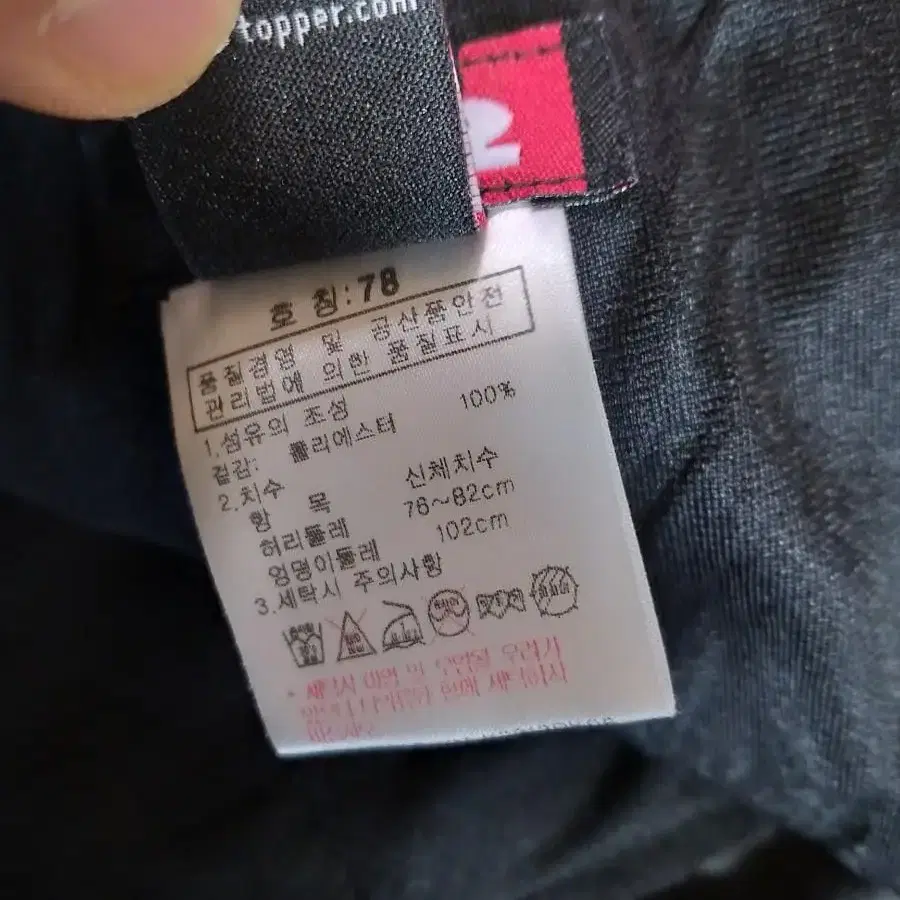 topper.com
호 칭:78
품질경영 및 공산품안전
관리법에 의한 품질표시
1.섬유의 조성
겉감: 폴리에스터 100%
2.치수
항 목 신체치수
허리둘레 76~82cm
엉덩이둘레 102cm
3.세탁시 주의사항